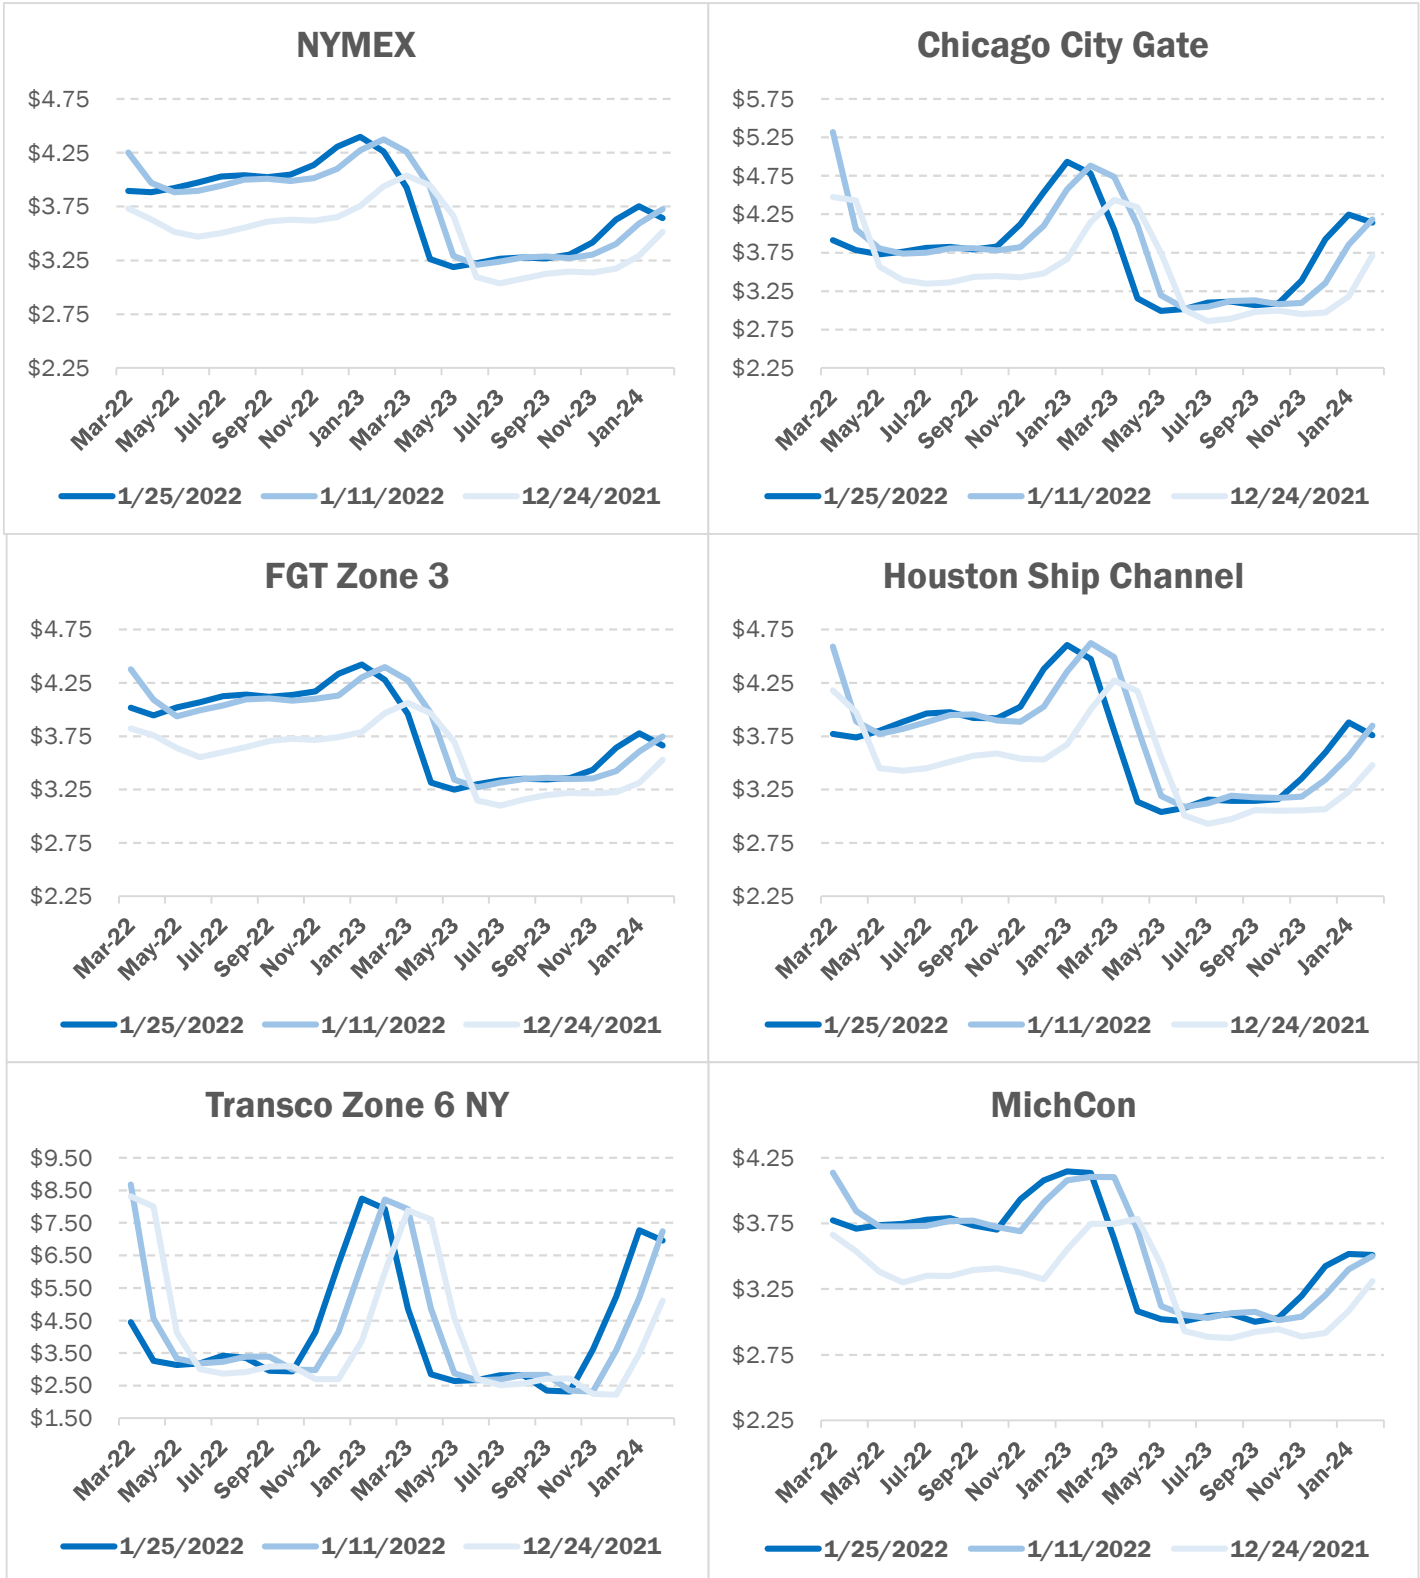 NYMEX
$4.75
$4.25
$3.75
$3.25
$2.75
$2.25
Mar-22 May-22 Jul-22 Sep-22 Nov-22 Jan-23 Mar-23 May-23 Jul-23 Sep-23 Nov-23 Jan-24
1/25/2022 1/11/2022 12/24/2021
Chicago City Gate
$5.75
$5.25
$4.75
$4.25
$3.75
$3.25
$2.75
$2.25
Mar-22 May-22 Jul-22 Sep-22 Nov-22 Jan-23 Mar-23 May-23 Jul-23 Sep-23 Nov-23 Jan-24
1/25/2022 1/11/2022 12/24/2021
FGT Zone 3
$4.75
$4.25
$3.75
$3.25
$2.75
$2.25
Mar-22 May-22 Jul-22 Sep-22 Nov-22 Jan-23 Mar-23 May-23 Jul-23 Sep-23 Nov-23 Jan-24
1/25/2022 1/11/2022 12/24/2021
Houston Ship Channel
$4.75
$4.25
$3.75
$3.25
$2.75
$2.25
Mar-22 May-22 Jul-22 Sep-22 Nov-22 Jan-23 Mar-23 May-23 Jul-23 Sep-23 Nov-23 Jan-24
1/25/2022 1/11/2022 12/24/2021
Transco Zone 6 NY
$9.50
$8.50
$7.50
$6.50
$5.50
$4.50
$3.50
$2.50
$1.50
Mar-22 May-22 Jul-22 Sep-22 Nov-22 Jan-23 Mar-23 May-23 Jul-23 Sep-23 Nov-23 Jan-24
1/25/2022 1/11/2022 12/24/2021
MichCon
$4.25
$3.75
$3.25
$2.75
$2.25
Mar-22 May-22 Jul-22 Sep-22 Nov-22 Jan-23 Mar-23 May-23 Jul-23 Sep-23 Nov-23 Jan-24
1/25/2022 1/11/2022 12/24/2021